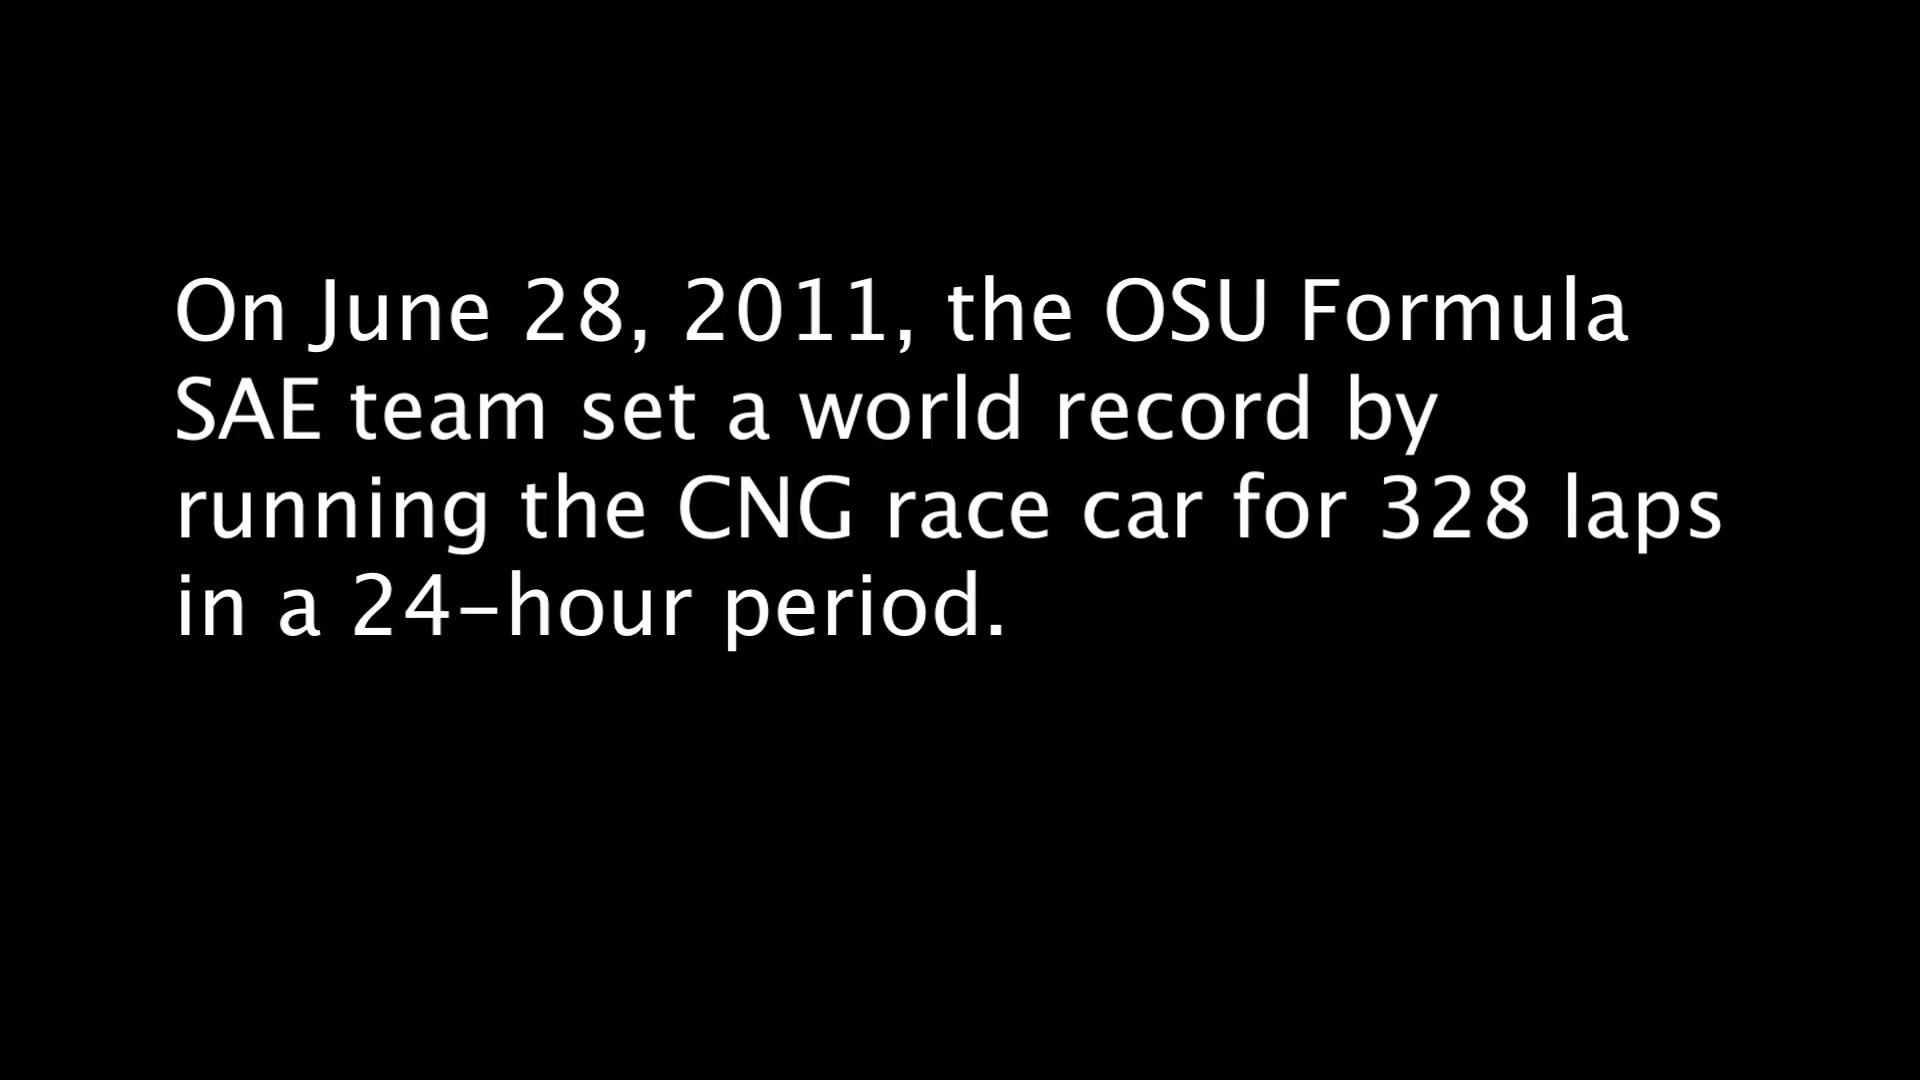 On June 28, 2011, the OSU Formula
SAE team set a world record by
running the CNG race car for 328 laps
in a 24-hour period.